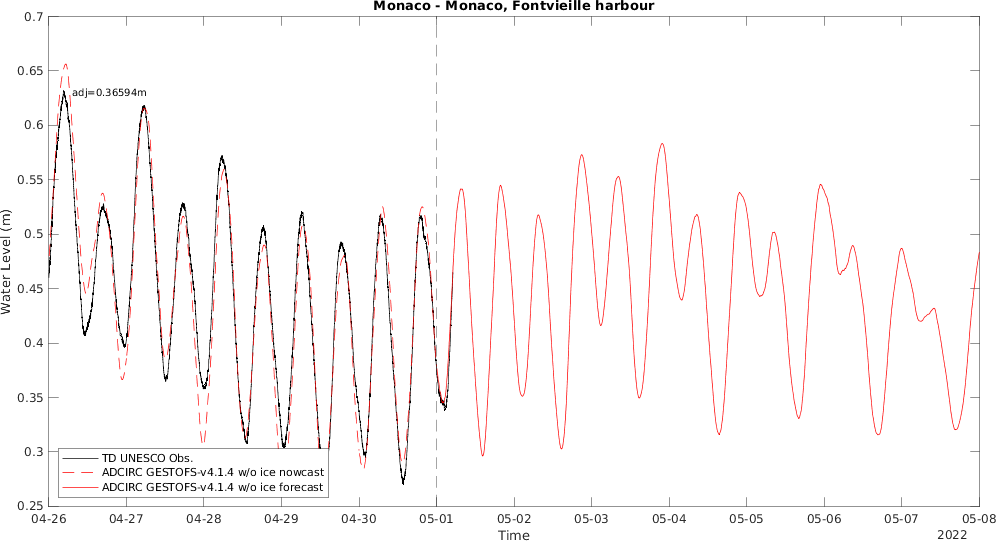 Monaco - Monaco, Fontvieille harbour
0.7
0.65
0.6
0.55
0.5
0.45
0.4
0.35
0.3
0.25
Water Level (m)
adj=0.36594m
TD UNESCO Obs.
ADCIRC GESTOFS-v4.1.4 w/o ice nowcast
ADCIRC GESTOFS-v4.1.4 w/o ice forecast
04-26 04-27 04-28 04-29 04-30 05-01 05-02 05-03 05-04 05-05 05-06 05-07 05-08
Time
2022